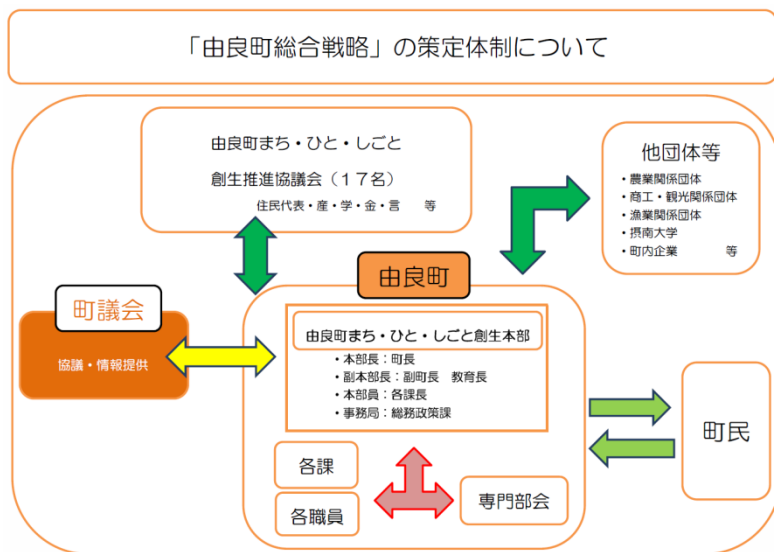 「由良町総合戦略」の策定体制について
由良町まち・ひと・しごと
創生推進協議会（１７名）
住民代表・産・学・金・言　等
他団体等
・農業関係団体
・商工・観光関係団体
・漁業関係団体
・摂南大学
・町内企業　等
由良町
町議会
協議・情報提供
由良町まち・ひと・しごと創生本部
・本部長：町長
・副本部長：副町長　教育長
・本部員：各課長
・事務局：総務政策課
町民
各課
各職員
専門部会